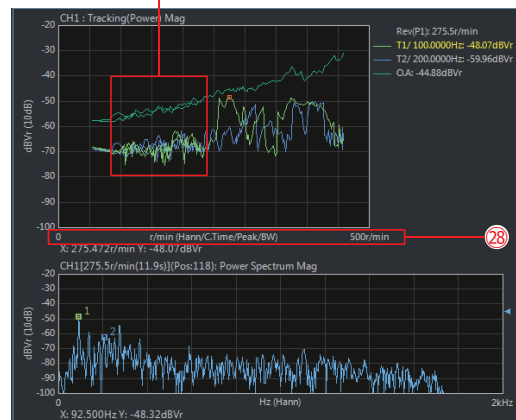 CH1 : Tracking(Power) Mag
-20
-30
-40
-50
-60
-70
-80
-90
-100
dBVr (10dB)
Rev(P1): 275.5r/min
T1/ 100.0000Hz: -48.07dBVr
T2/ 200.0000Hz: -59.96dBVr
O.A: -44.88dBVr
0 r/min (Hann/C.Time/Peak/BW) 500r/min
28
X: 275.472r/min Y: -48.07dBVr
CH1[275.5r/min(11.9s)](Pos:118): Power Spectrum Mag
-20
-30
-40
-50
-60
-70
-80
-90
-100
dBVr (10dB)
1
2
0 Hz (Hann) 2kHz
X: 92.500Hz Y: -48.32dBVr